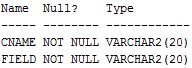 Name  Null?    Type
----- -------- ------------
CNAME NOT NULL VARCHAR2(20)
FIELD NOT NULL VARCHAR2(20)